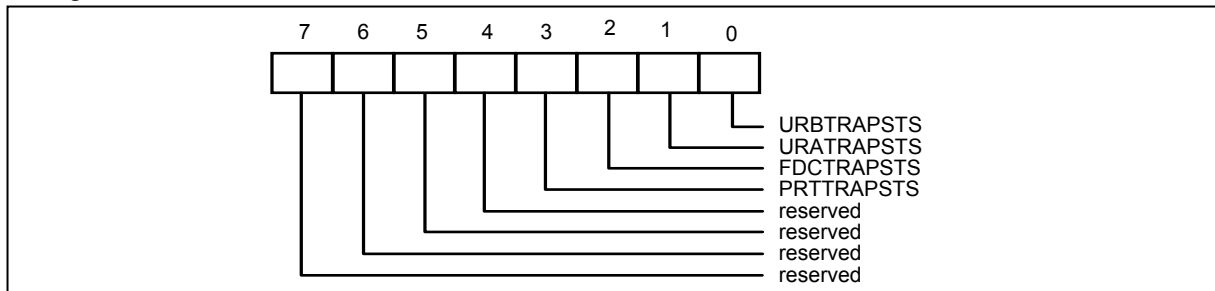 7 6 5 4 3 2 1 0
URBTRAPSTS
URATRAPSTS
FDCTRAPSTS
PRTTRAPSTS
reserved
reserved
reserved
reserved